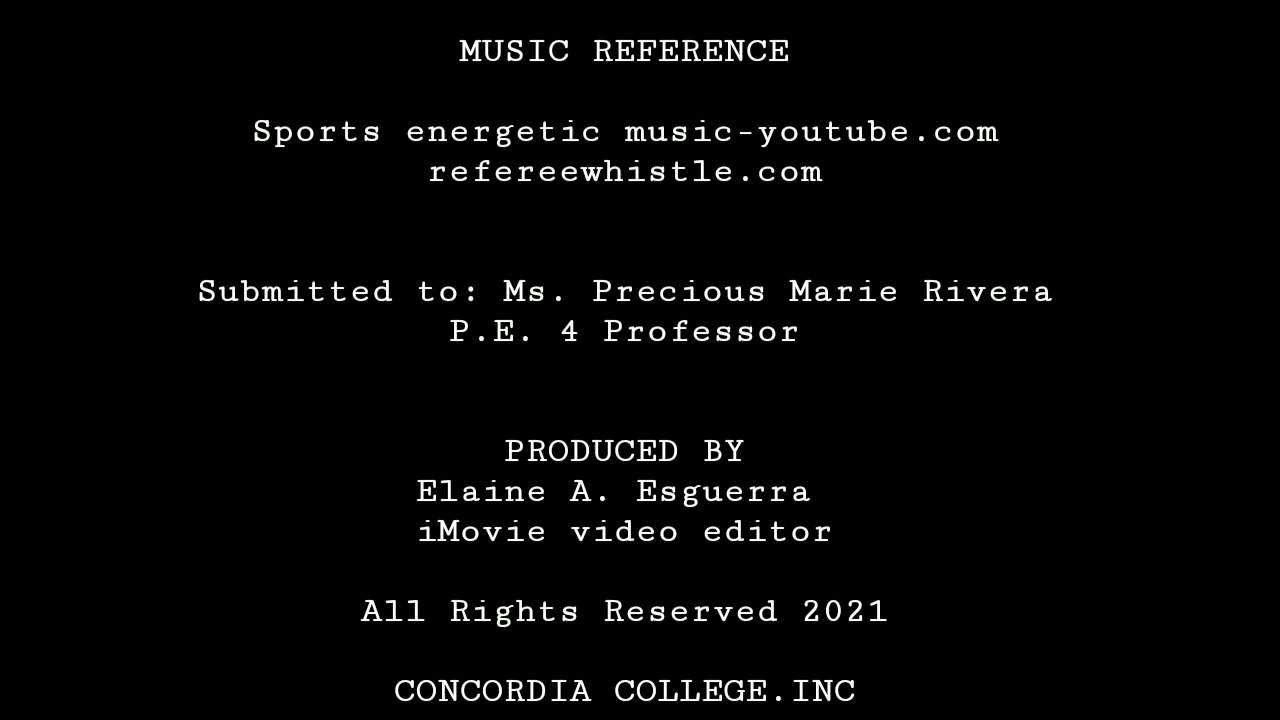 MUSIC REFERENCE
Sports energetic music-youtube.com
refereewhistle.com
Submitted to: Ms. Precious Marie Rivera
P.E. 4 Professor
PRODUCED BY
Elaine A. Esguerra
iMovie video editor
All Rights Reserved 2021
CONCORDIA COLLEGE.INC